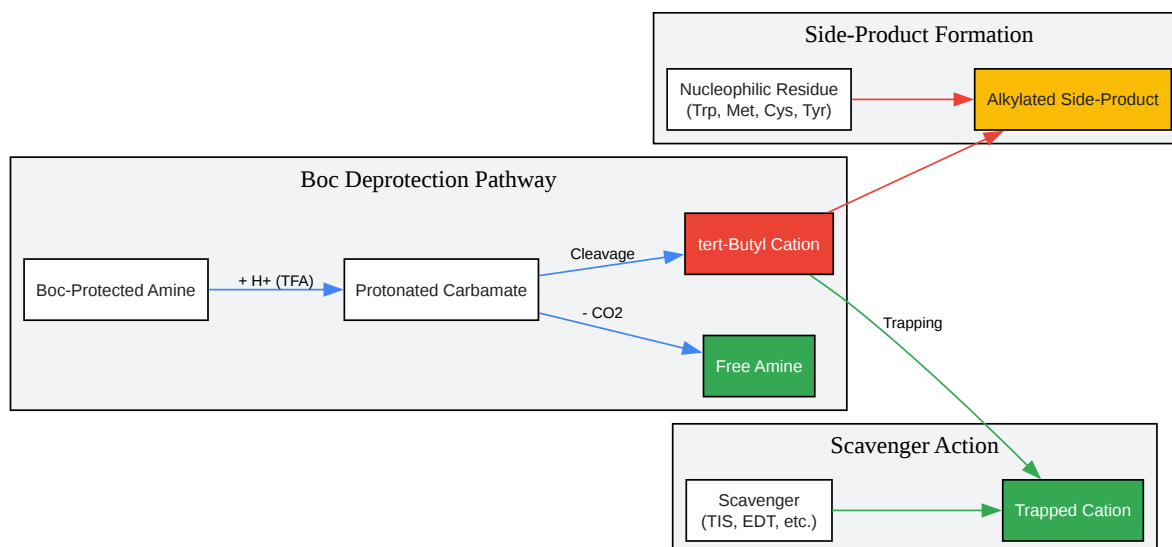 Side-Product Formation
Nucleophilic Residue
(Trp, Met, Cys, Tyr)
Alkylated Side-Product
Boc Deprotection Pathway
Boc-Protected Amine
+ H+ (TFA)
Protonated Carbamate
Cleavage
tert-Butyl Cation
- CO2
Free Amine
Trapping
Scavenger Action
Scavenger
(TIS, EDT, etc.)
Trapped Cation